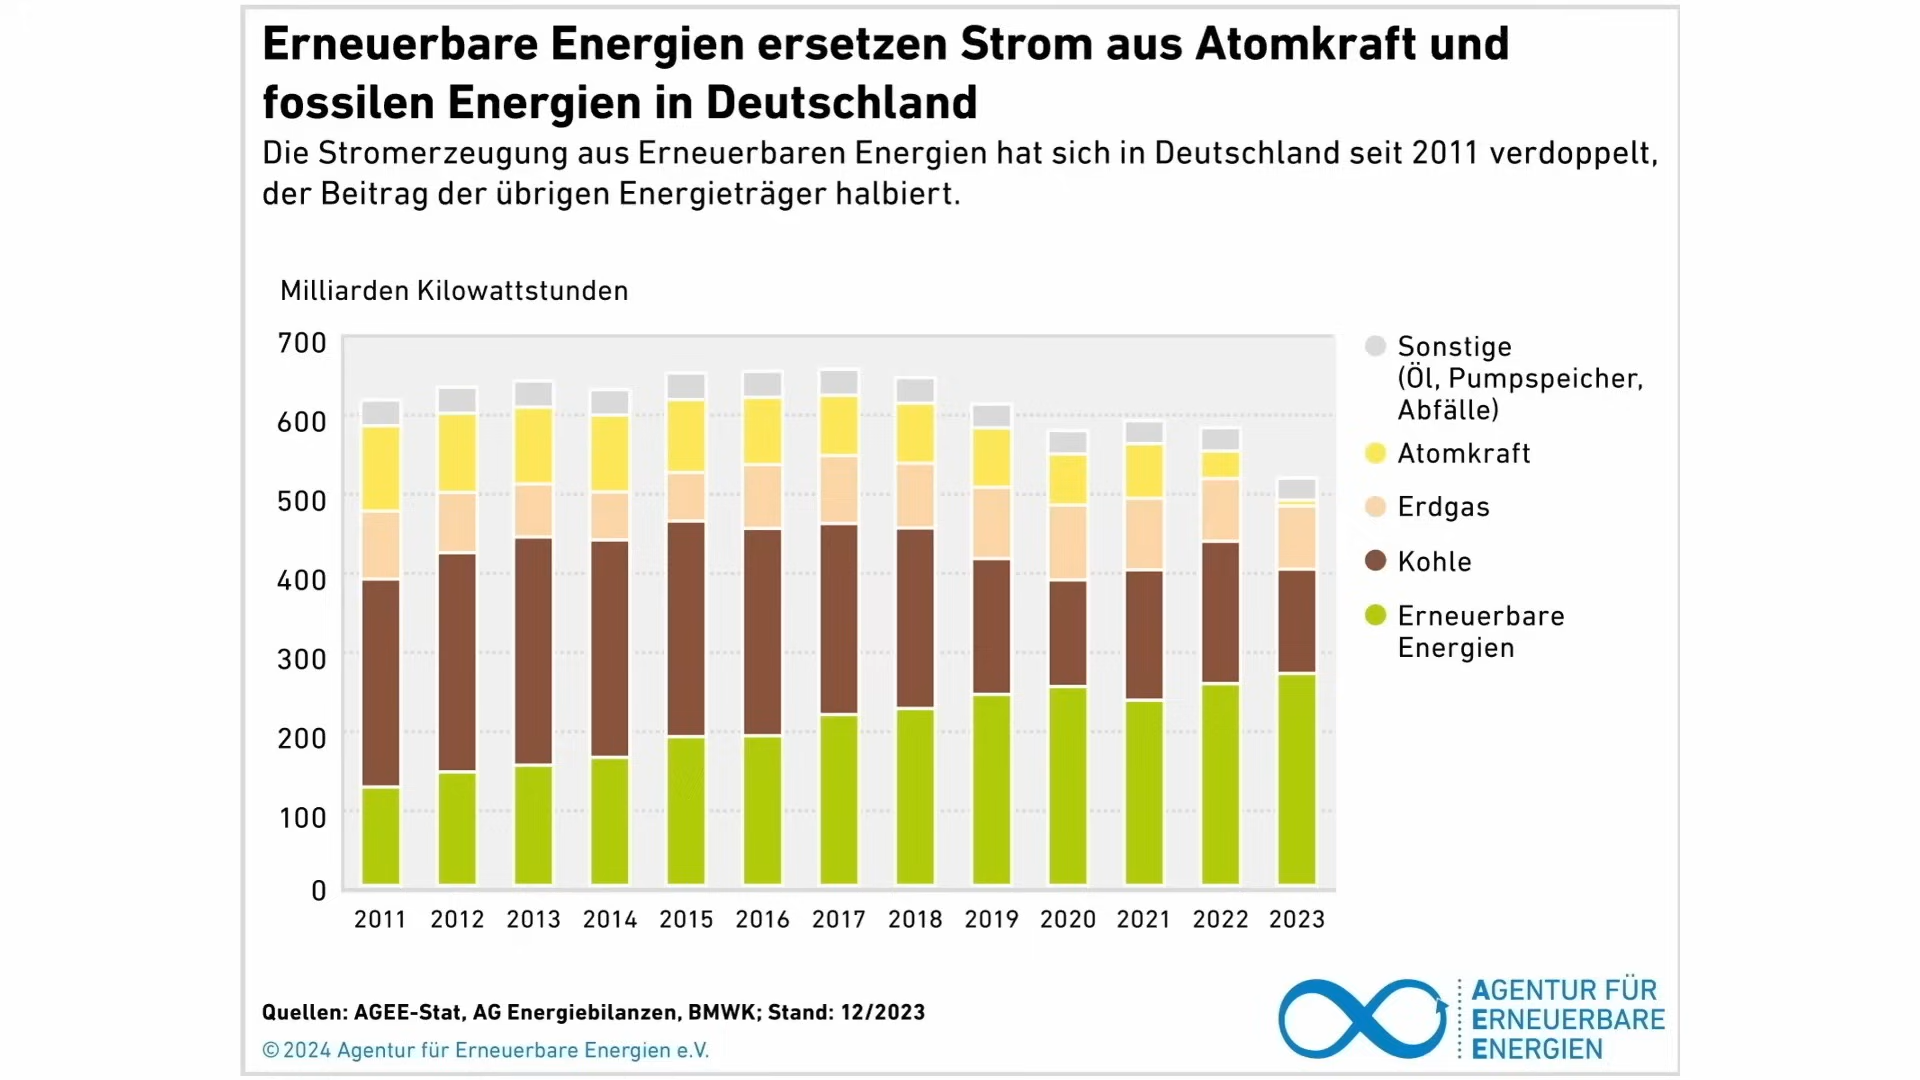 Erneuerbare Energien ersetzen Strom aus Atomkraft und
fossilen Energien in Deutschland
Die Stromerzeugung aus Erneuerbaren Energien hat sich in Deutschland seit 2011 verdoppelt,
der Beitrag der übrigen Energieträger halbiert.
Milliarden Kilowattstunden
700
600
500
400
300
200
100
0
2011 2012 2013 2014 2015 2016 2017 2018 2019 2020 2021 2022 2023
Sonstige
(Öl, Pumpspeicher,
Abfälle)
Atomkraft
Erdgas
Kohle
Erneuerbare
Energien
Quellen: AGEE-Stat, AG Energiebilanzen, BMWK; Stand: 12/2023
© 2024 Agentur für Erneuerbare Energien e.V.
AGENTUR FÜR
ERNEUERBARE
ENERGIEN